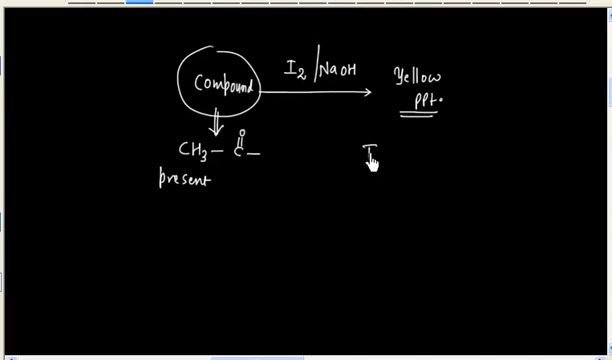 Compound I2/NaOH Yellow ppt.
CH3 - C - 
O
present
I